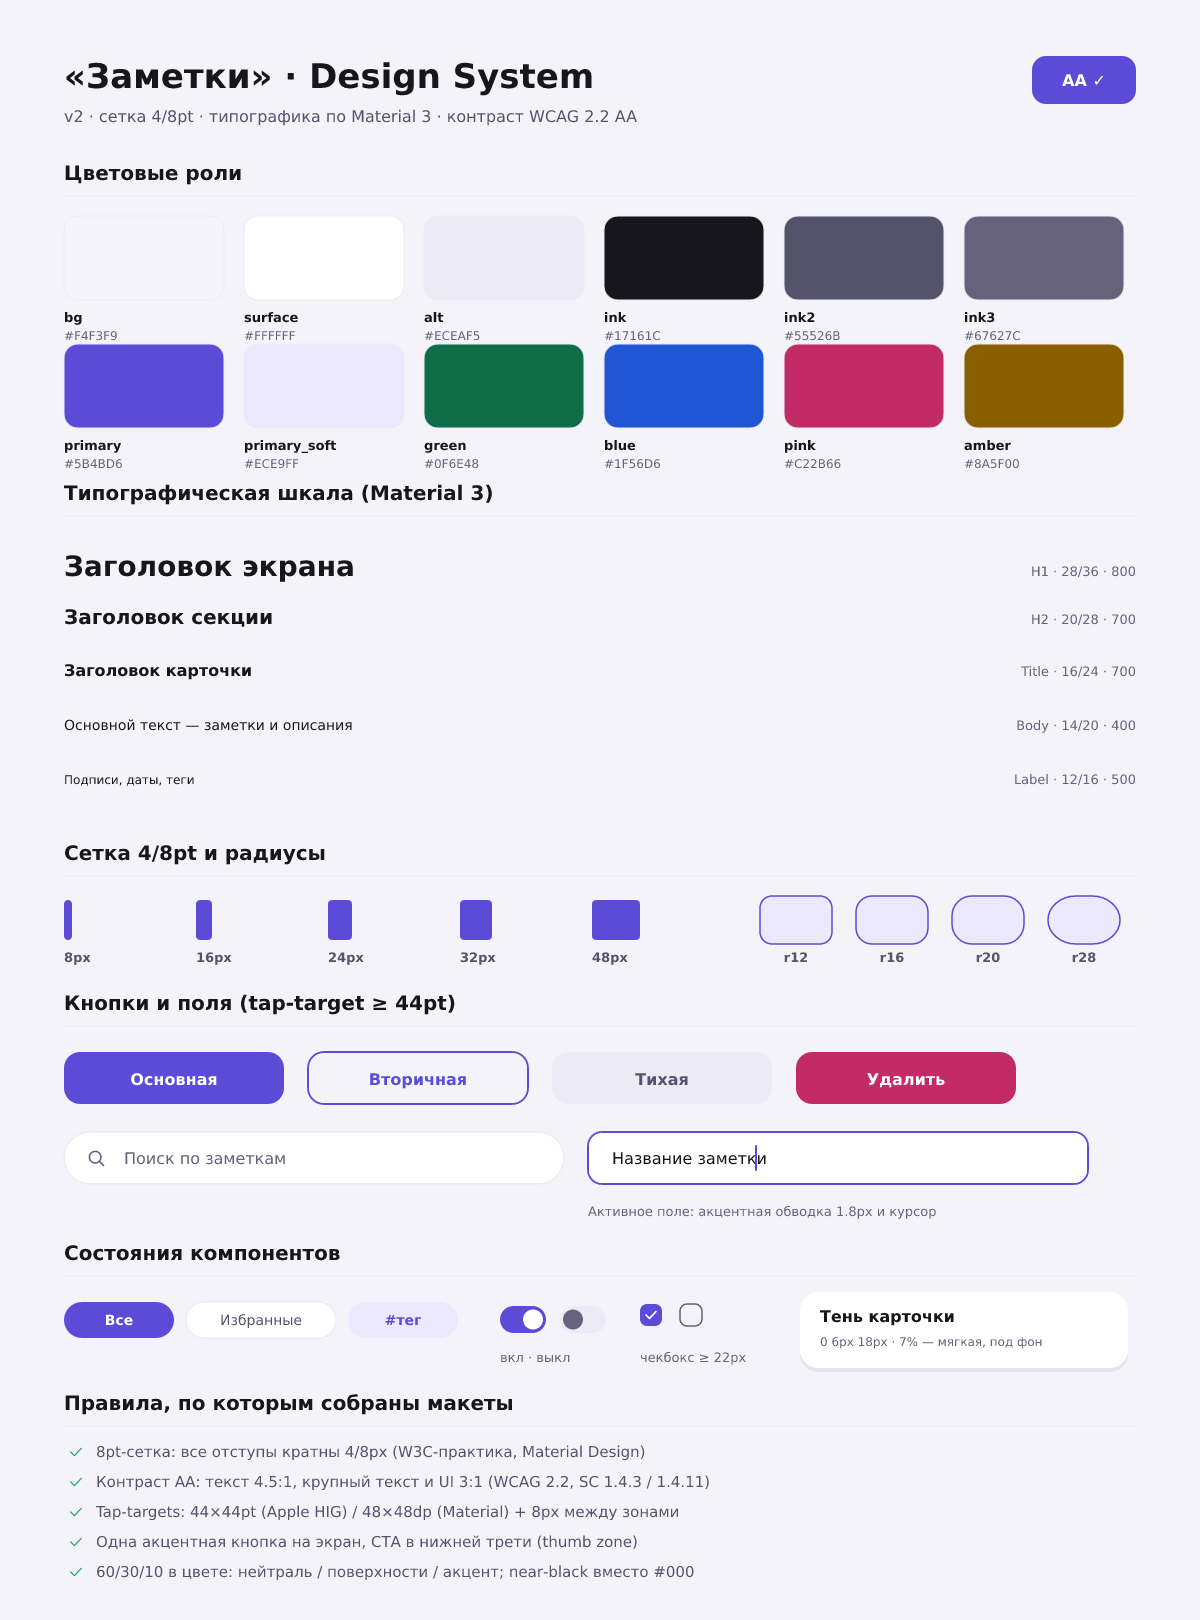 «Заметки» · Design System
AA ✓
v2 · сетка 4/8pt · типографика по Material 3 · контраст WCAG 2.2 AA
Цветовые роли
bg surface alt ink ink2 ink3
#F4F3F9 #FFFFFF #ECEAF5 #17161C #55526B #67627C
primary primary_soft green blue pink amber
#5B4BD6 #ECE9FF #0F6E48 #1F56D6 #C22B66 #8A5F00
Типографическая шкала (Material 3)
Заголовок экрана H1 · 28/36 · 800
Заголовок секции H2 · 20/28 · 700
Заголовок карточки Title · 16/24 · 700
Основной текст — заметки и описания Body · 14/20 · 400
Подписи, даты, теги Label · 12/16 · 500
Сетка 4/8pt и радиусы
8px 16px 24px 32px 48px r12 r16 r20 r28
Кнопки и поля (tap-target ≥ 44pt)
Основная Вторичная Тихая Удалить
Поиск по заметкам Название заметки
Активное поле: акцентная обводка 1.8px и курсор
Состояния компонентов
Все Избранные #тег
вкл · выкл чекбокс ≥ 22px
Тень карточки
0 6px 18px · 7% — мягкая, под фон
Правила, по которым собраны макеты
8pt-сетка: все отступы кратны 4/8px (W3C-практика, Material Design)
Контраст AA: текст 4.5:1, крупный текст и UI 3:1 (WCAG 2.2, SC 1.4.3 / 1.4.11)
Tap-targets: 44×44pt (Apple HIG) / 48×48dp (Material) + 8px между зонами
Одна акцентная кнопка на экран, CTA в нижней трети (thumb zone)
60/30/10 в цвете: нейтраль / поверхности / акцент; near-black вместо #000